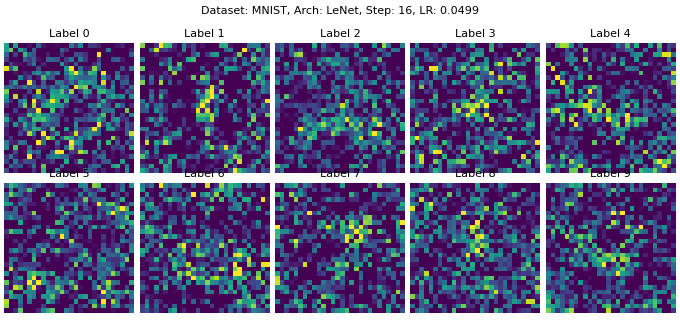 Dataset: MNIST, Arch: LeNet, Step: 16, LR: 0.0499
Label 0 Label 1 Label 2 Label 3 Label 4
Label 5 Label 6 Label 7 Label 8 Label 9